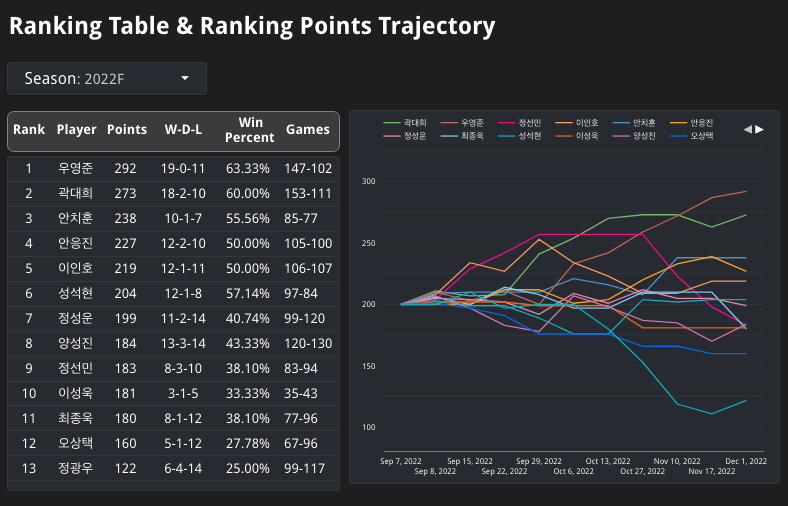 Ranking Table & Ranking Points Trajectory
Season: 2022F
Rank Player Points W-D-L Win Percent Games
1 우영준 292 19-0-11 63.33% 147-102
2 곽대희 273 18-2-10 60.00% 153-111
3 안치훈 238 10-1-7 55.56% 85-77
4 안응진 227 12-2-10 50.00% 105-100
5 이인호 219 12-1-11 50.00% 106-107
6 성석현 204 12-1-8 57.14% 97-84
7 정성운 199 11-2-14 40.74% 99-120
8 양성진 184 13-3-14 43.33% 120-130
9 정선민 183 8-3-10 38.10% 83-94
10 이성욱 181 3-1-5 33.33% 35-43
11 최종욱 180 8-1-12 38.10% 77-96
12 오상택 160 5-1-12 27.78% 67-96
13 정광우 122 6-4-14 25.00% 99-117
곽대희 우영준 정선민 이인호 안치훈 안응진
정성운 최종욱 성석현 이성욱 양성진 오상택
300
250
200
150
100
Sep 7, 2022 Sep 15, 2022 Sep 29, 2022 Oct 13, 2022 Nov 10, 2022 Dec 1, 2022
Sep 8, 2022 Sep 22, 2022 Oct 6, 2022 Oct 27, 2022 Nov 17, 2022